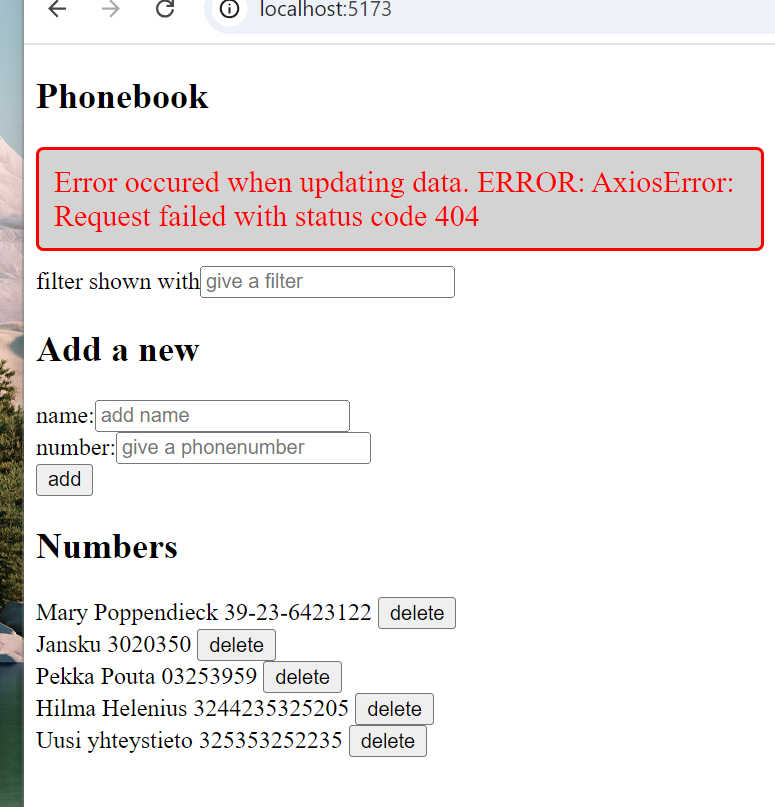 localhost:5173
Phonebook
Error occured when updating data. ERROR: AxiosError:
Request failed with status code 404
filter shown with give a filter
Add a new
name: add name
number: give a phonenumber
add
Numbers
Mary Poppendieck 39-23-6423122 delete
Jansku 3020350 delete
Pekka Pouta 03253959 delete
Hilma Helenius 3244235325205 delete
Uusi yhteystieto 325353252235 delete